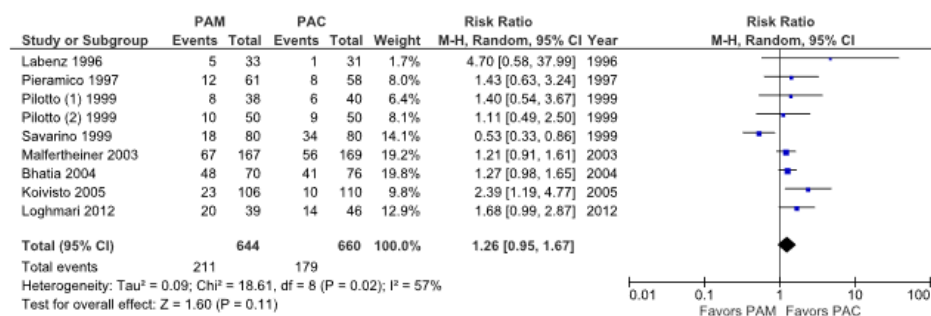 PAM PAC Risk Ratio Risk Ratio
Study or Subgroup Events Total Events Total Weight M-H, Random, 95% CI Year M-H, Random, 95% CI
Labenz 1996 5 33 1 31 1.7% 4.70 [0.58, 37.99] 1996
Pieramico 1997 12 61 8 58 8.0% 1.43 [0.63, 3.24] 1997
Pilotto (1) 1999 8 38 6 40 6.4% 1.40 [0.54, 3.67] 1999
Pilotto (2) 1999 10 50 9 50 8.1% 1.11 [0.49, 2.50] 1999
Savarino 1999 18 80 34 80 14.1% 0.53 [0.33, 0.86] 1999
Malfertheiner 2003 67 167 56 169 19.2% 1.21 [0.91, 1.61] 2003
Bhatia 2004 48 70 41 76 19.8% 1.27 [0.98, 1.65] 2004
Koivisto 2005 23 106 10 110 9.8% 2.39 [1.19, 4.77] 2005
Loghmari 2012 20 39 14 46 12.9% 1.68 [0.99, 2.87] 2012
Total (95% CI) 644 660 100.0% 1.26 [0.95, 1.67]
Total events 211 179
Heterogeneity: Tau² = 0.09; Chi² = 18.61, df = 8 (P = 0.02); I² = 57%
Test for overall effect: Z = 1.60 (P = 0.11)
0.01 0.1 1 10 100
Favors PAM Favors PAC